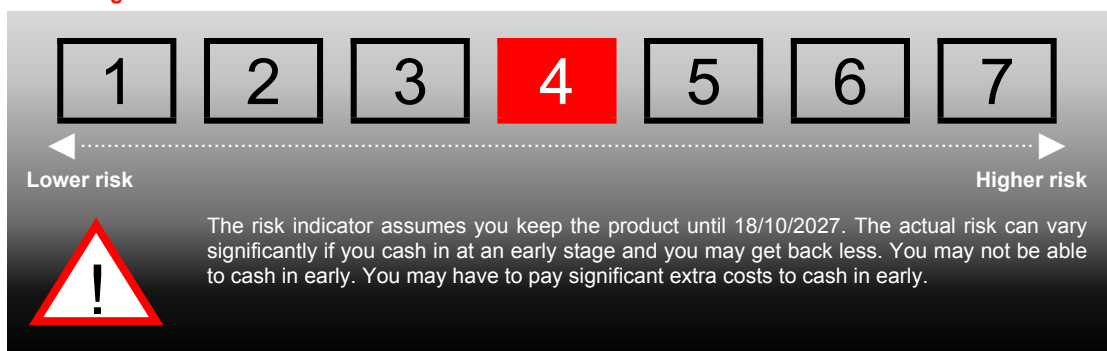 1 2 3 4 5 6 7
Lower risk Higher risk
The risk indicator assumes you keep the product until 18/10/2027. The actual risk can vary
significantly if you cash in at an early stage and you may get back less. You may not be able
to cash in early. You may have to pay significant extra costs to cash in early.
!